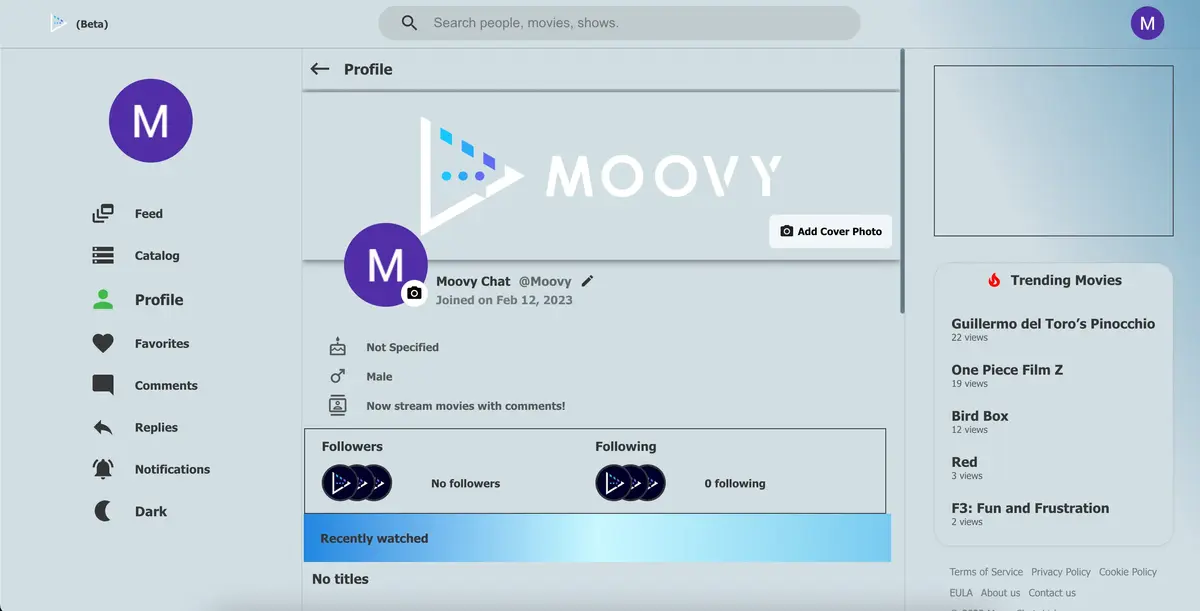 (Beta)
Search people, movies, shows.
M
M
Feed
Catalog
Profile
Favorites
Comments
Replies
Notifications
Dark
Profile
MOOVY
Add Cover Photo
M
Moovy Chat @Moovy
Joined on Feb 12, 2023
Not Specified
Male
Now stream movies with comments!
Followers
No followers
Following
0 following
Recently watched
No titles
Trending Movies
Guillermo del Toro’s Pinocchio
22 views
One Piece Film Z
19 views
Bird Box
12 views
Red
3 views
F3: Fun and Frustration
2 views
Terms of Service Privacy Policy Cookie Policy
EULA About us Contact us